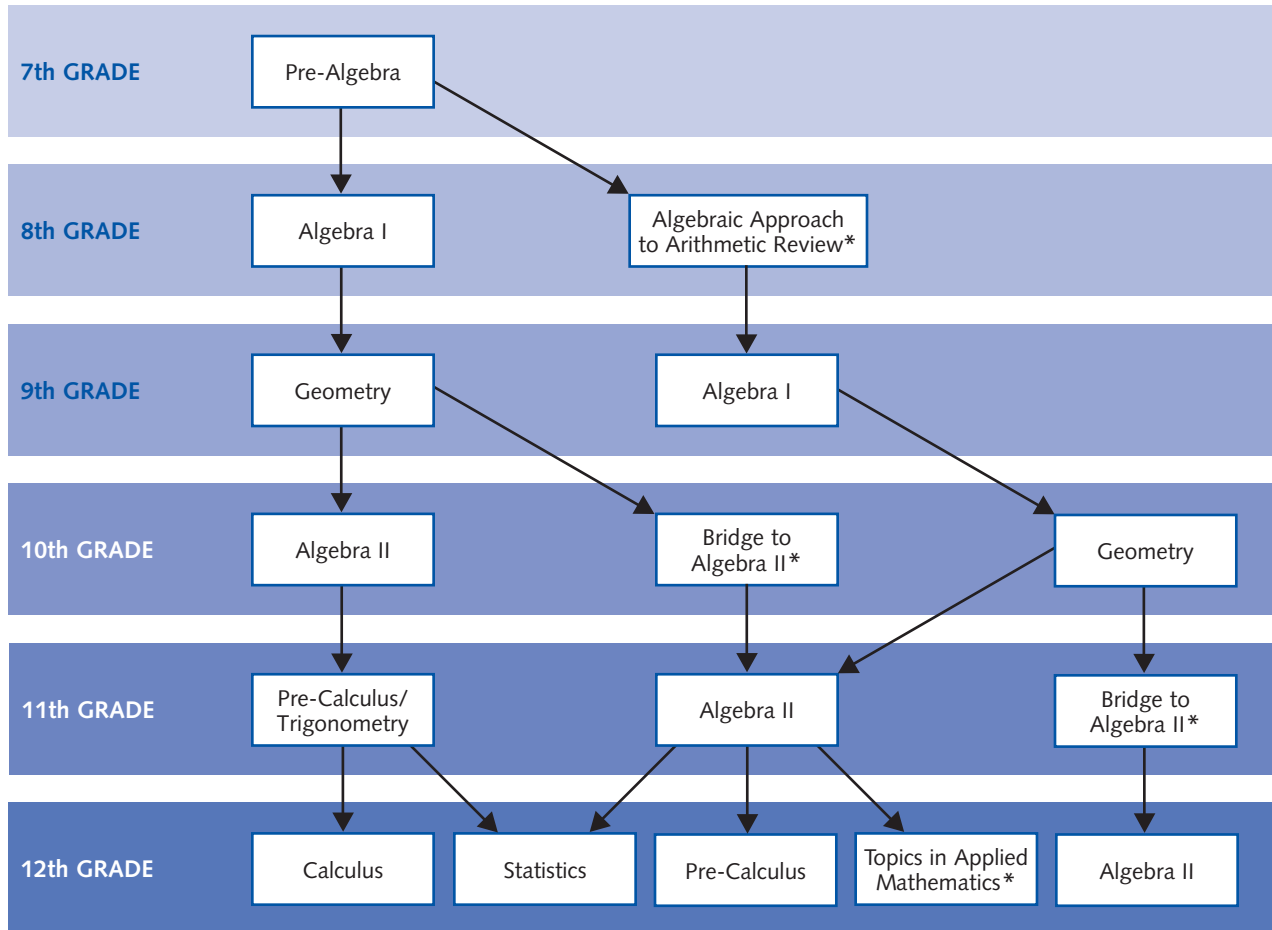 7th GRADE
Pre-Algebra
8th GRADE
Algebra I
Algebraic Approach
to Arithmetic Review*
9th GRADE
Geometry
Algebra I
10th GRADE
Algebra II
Bridge to
Algebra II*
Geometry
11th GRADE
Pre-Calculus/
Trigonometry
Algebra II
Bridge to
Algebra II*
12th GRADE
Calculus
Statistics
Pre-Calculus
Topics in Applied
Mathematics*
Algebra II